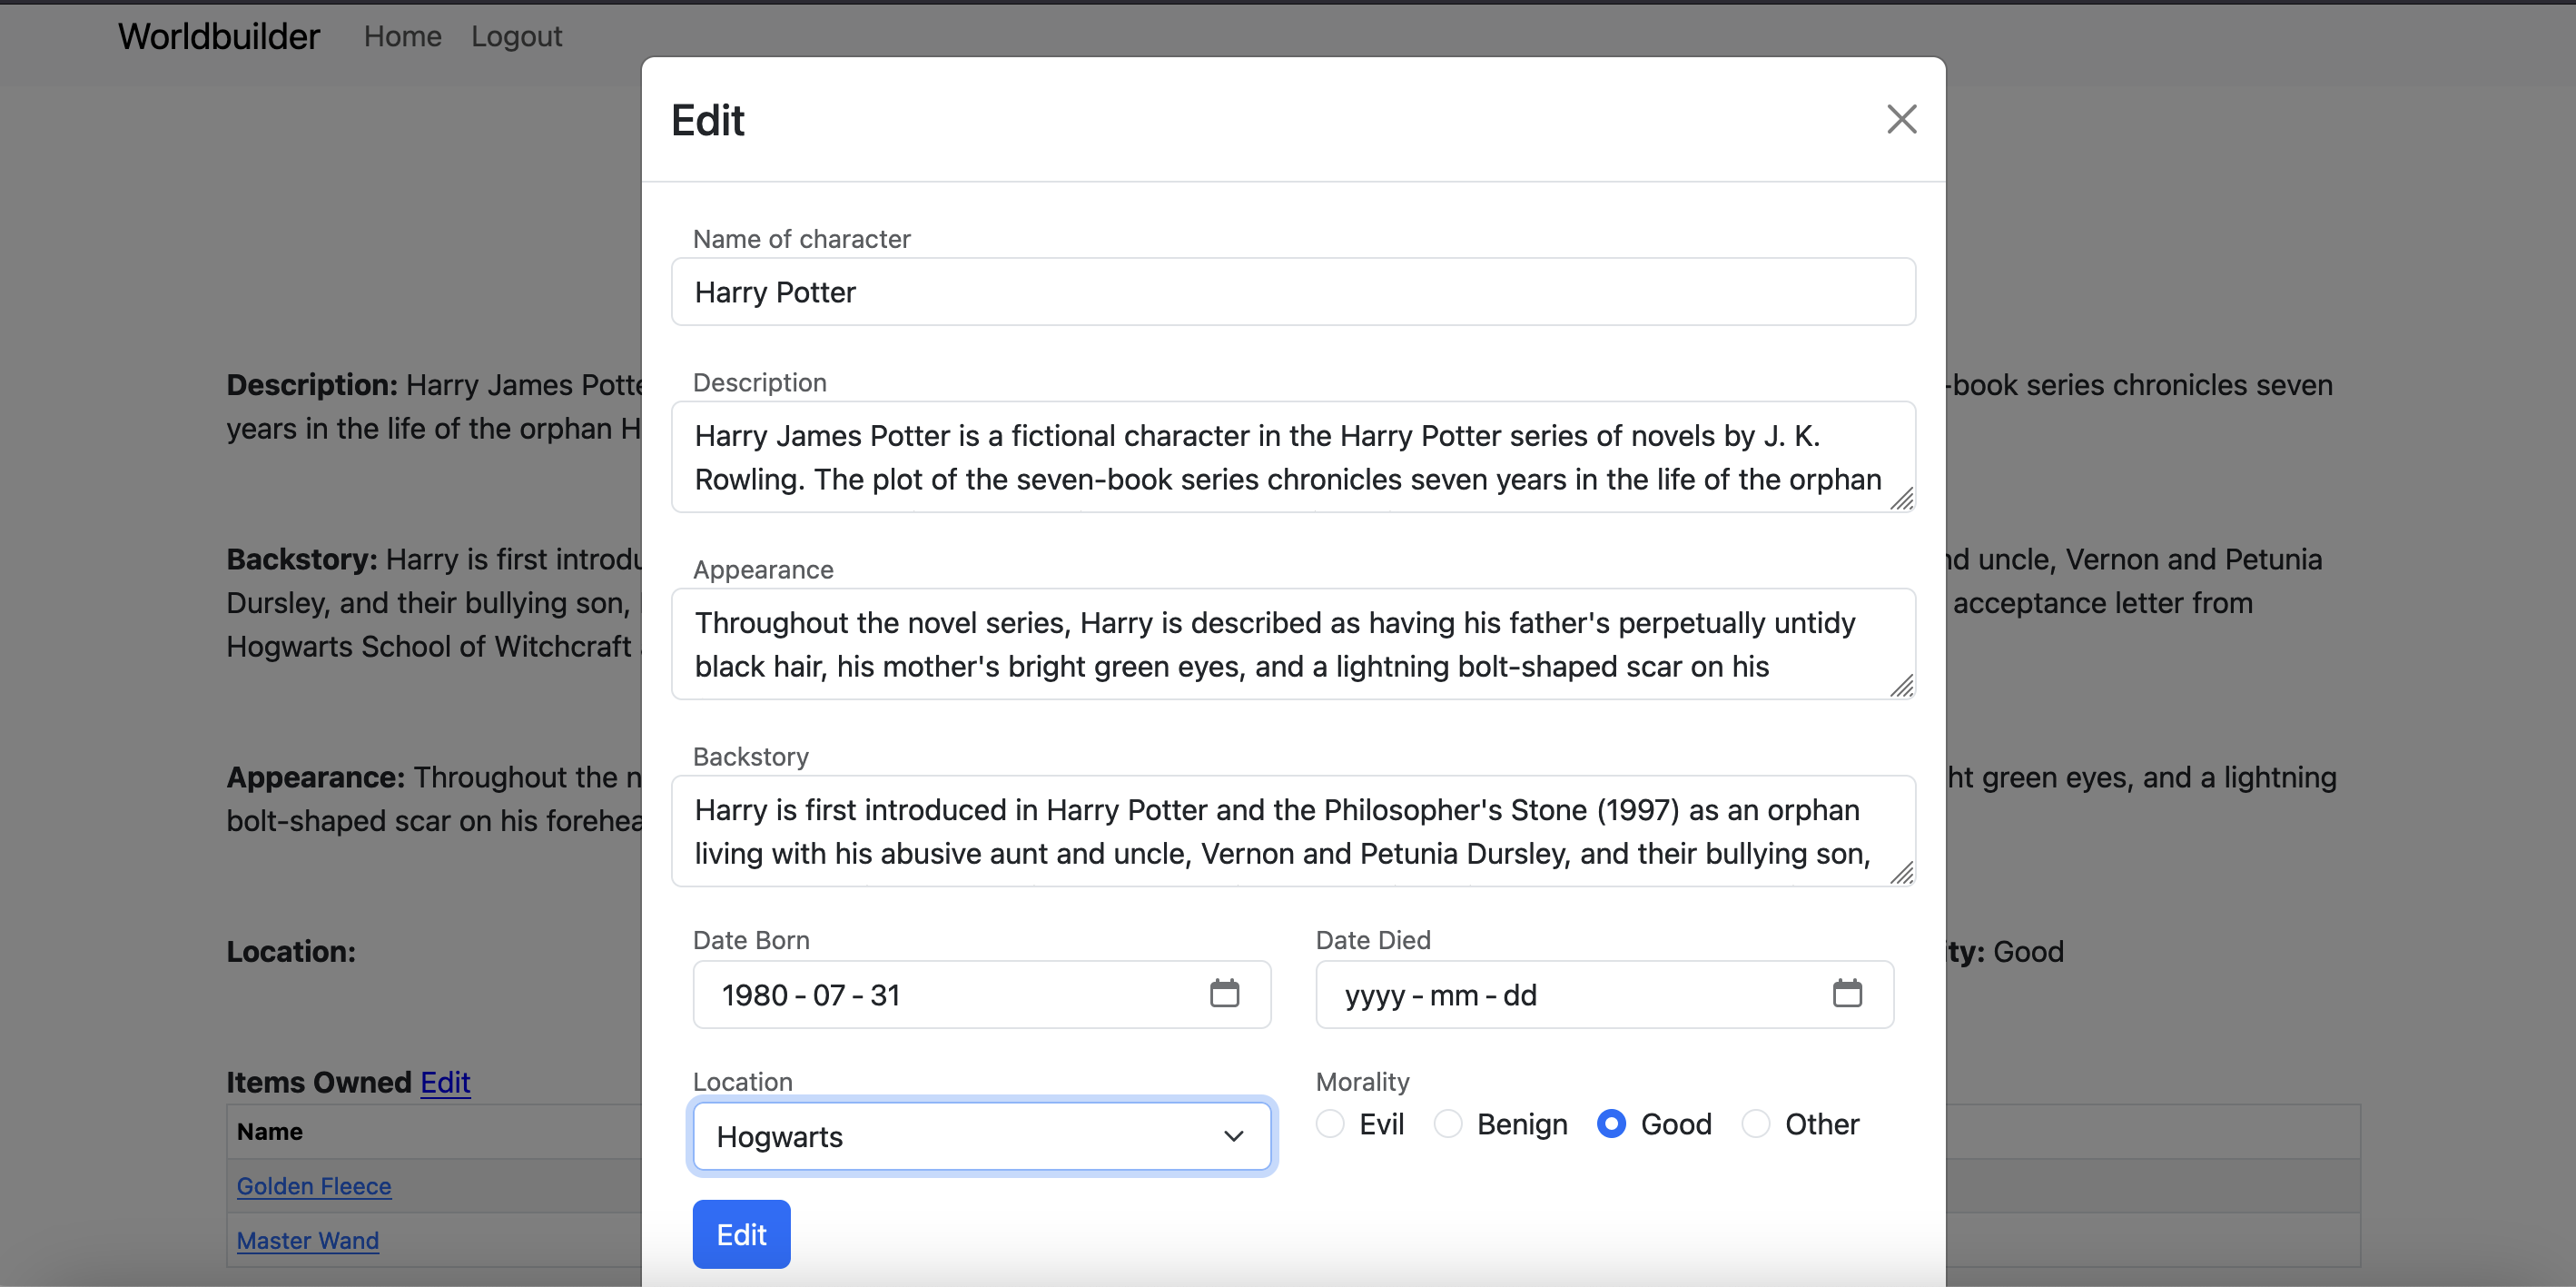 Worldbuilder Home Logout
Edit
Name of character
Harry Potter
Description
Harry James Potter is a fictional character in the Harry Potter series of novels by J. K.
Rowling. The plot of the seven-book series chronicles seven years in the life of the orphan
Appearance
Throughout the novel series, Harry is described as having his father's perpetually untidy
black hair, his mother's bright green eyes, and a lightning bolt-shaped scar on his
Backstory
Harry is first introduced in Harry Potter and the Philosopher's Stone (1997) as an orphan
living with his abusive aunt and uncle, Vernon and Petunia Dursley, and their bullying son,
Date Born Date Died
1980-07-31 yyyy-mm-dd
Location Morality
Hogwarts Evil Benign Good Other
Edit
Description: Harry James Potte -book series chronicles seven
years in the life of the orphan H
Backstory: Harry is first introdu nd uncle, Vernon and Petunia
Dursley, and their bullying son, acceptance letter from
Hogwarts School of Witchcraft
Appearance: Throughout the n ht green eyes, and a lightning
bolt-shaped scar on his forehea
Location: ity: Good
Items Owned Edit
Name
Golden Fleece
Master Wand